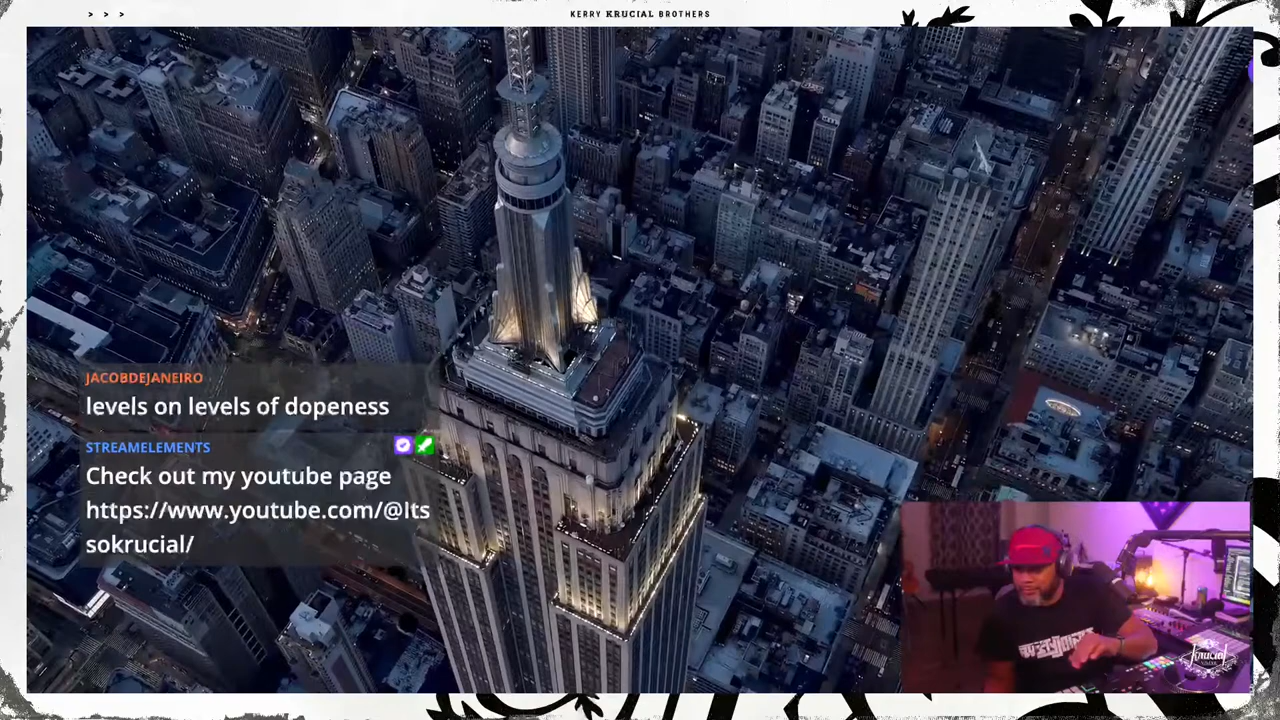 > > >
KERRY KRUCIAL BROTHERS
JACOBDEJANEIRO
levels on levels of dopeness
STREAMELEMENTS
Check out my youtube page
https://www.youtube.com/@Its
sokrucial/
Krucial